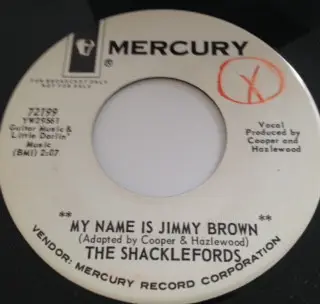 MERCURY
®
FOR BROADCAST ONLY
NOT FOR SALE
X
72799
YW29561
Guitar Music &
Little Darlin'
Music
(BMI) 2:07
Vocal
Produced by
Cooper and
Hazlewood
** MY NAME IS JIMMY BROWN **
(Adapted by Cooper & Hazlewood)
THE SHACKLEFORDS
VENDOR: MERCURY RECORD CORPORATION